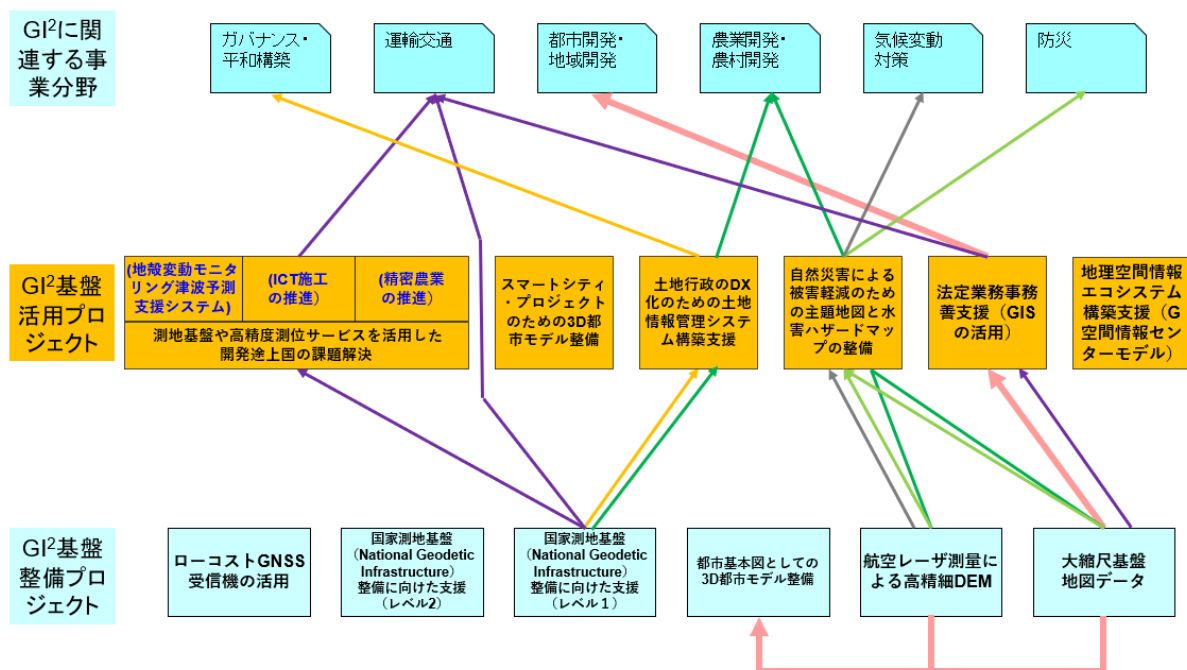 GI²に関
連する事
業分野
ガバナンス・
平和構築
運輸交通
都市開発・
地域開発
農業開発・
農村開発
気候変動
対策
防災
GI²基盤
活用プロ
ジェクト
(地殻変動モニタ
リング津波予測
支援システム)
(ICT施工
の推進）
(精密農業
の推進）
測地基盤や高精度測位サービスを活用した
開発途上国の課題解決
スマートシティ
・プロジェクト
のための3D都
市モデル整備
土地行政のDX
化のための土地
情報管理システ
ム構築支援
自然災害による
被害軽減のため
の主題地図と水
害ハザードマッ
プの整備
法定業務事務
善支援（GIS
の活用）
地理空間情報
エコシステム
構築支援（G
空間情報セン
ターモデル）
GI²基盤
整備プロ
ジェクト
ローコストGNSS
受信機の活用
国家測地基盤
（National Geodetic
Infrastructure）
整備に向けた支援
（レベル2）
国家測地基盤
（National Geodetic
Infrastructure）
整備に向けた支援
（レベル１）
都市基本図としての
3D都市モデル整備
航空レーザ測量に
よる高精細DEM
大縮尺基盤
地図データ